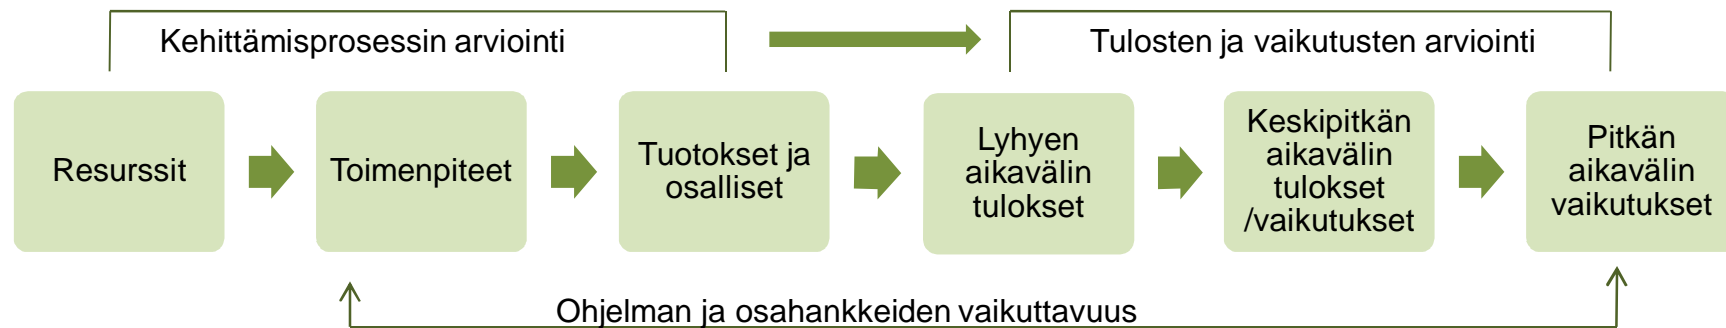 Kehittämisprosessin arviointi
Tulosten ja vaikutusten arviointi
Resurssit
Toimenpiteet
Tuotokset ja
osalliset
Lyhyen
aikavälin
tulokset
Keskipitkän
aikavälin
tulokset
/vaikutukset
Pitkän
aikavälin
vaikutukset
Ohjelman ja osahankkeiden vaikuttavuus